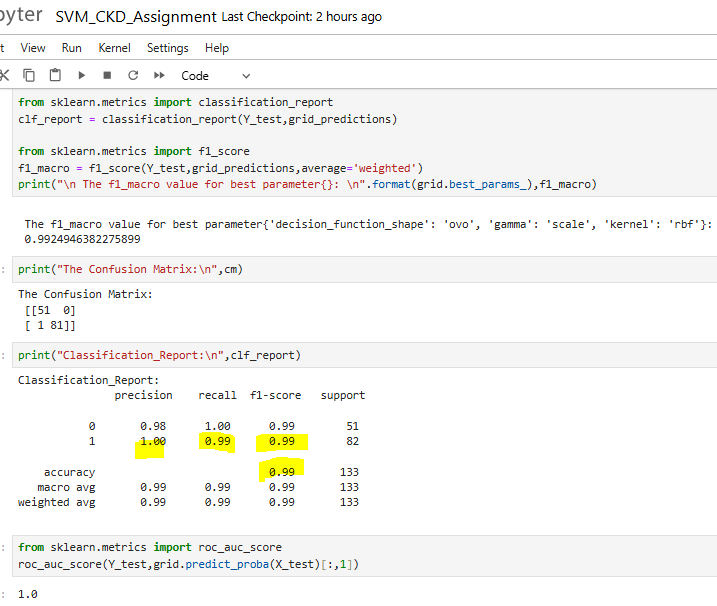 pyter SVM_CKD_Assignment Last Checkpoint: 2 hours ago
t View Run Kernel Settings Help
Code
from sklearn.metrics import classification_report
clf_report = classification_report(Y_test,grid_predictions)
from sklearn.metrics import f1_score
f1_macro = f1_score(Y_test,grid_predictions,average='weighted')
print("\n The f1_macro value for best parameter{}: \n".format(grid.best_params_),f1_macro)
The f1_macro value for best parameter{'decision_function_shape': 'ovo', 'gamma': 'scale', 'kernel': 'rbf'}:
0.9924946382275899
: print("The Confusion Matrix:\n",cm)
The Confusion Matrix:
[[51  0]
[ 1 81]]
: print("Classification_Report:\n",clf_report)
Classification_Report:
precision recall f1-score support
0 0.98 1.00 0.99 51
1 1.00 0.99 0.99 82
accuracy 0.99 133
macro avg 0.99 0.99 0.99 133
weighted avg 0.99 0.99 0.99 133
: from sklearn.metrics import roc_auc_score
roc_auc_score(Y_test,grid.predict_proba(X_test)[:,1])
: 1.0